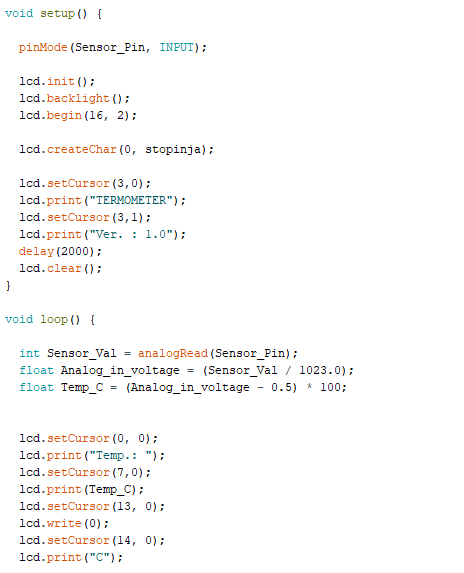 void setup() {
pinMode(Sensor_Pin, INPUT);
lcd.init();
lcd.backlight();
lcd.begin(16, 2);
lcd.createChar(0, stopinja);
lcd.setCursor(3,0);
lcd.print("TERMOMETER");
lcd.setCursor(3,1);
lcd.print("Ver. : 1.0");
delay(2000);
lcd.clear();
}
void loop() {
int Sensor_Val = analogRead(Sensor_Pin);
float Analog_in_voltage = (Sensor_Val / 1023.0);
float Temp_C = (Analog_in_voltage - 0.5) * 100;
lcd.setCursor(0, 0);
lcd.print("Temp.: ");
lcd.setCursor(7,0);
lcd.print(Temp_C);
lcd.setCursor(13, 0);
lcd.write(0);
lcd.setCursor(14, 0);
lcd.print("C");